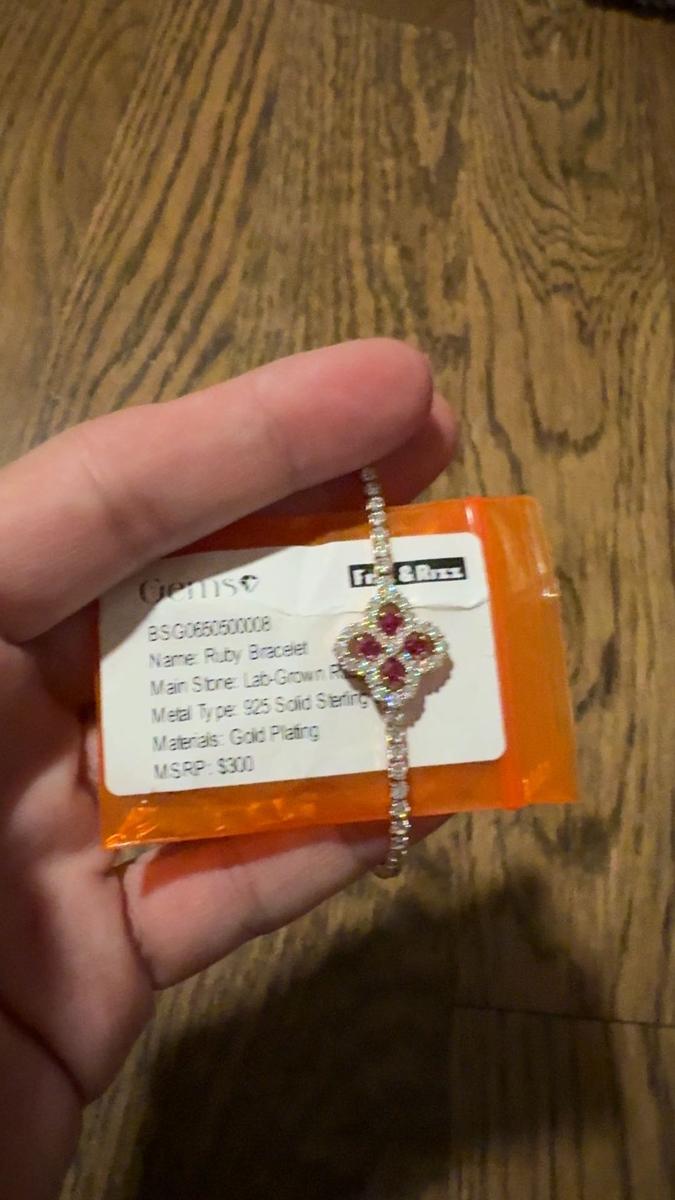 Gems
& Rizz
BSG0650500008
Name: Ruby Bracelet
Main Stone: Lab-Grown
Metal Type: 925 Solid Sterling
Materials: Gold Plating
MSRP: $300